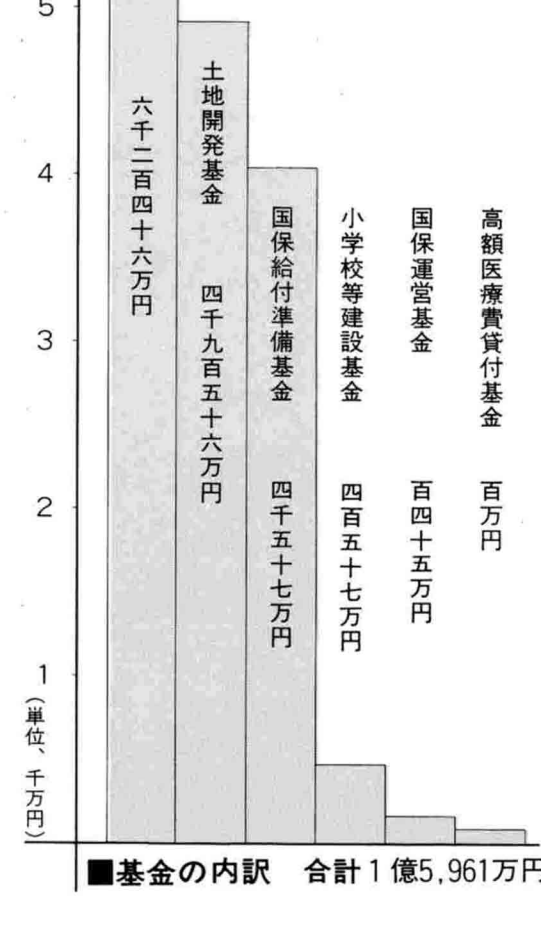 5
4
3
2
1
(単位、千万円)
六千二百四十六万円
土地開発基金 四千九百五十六万円
国保給付準備基金 四千五十七万円
小学校等建設基金 四百五十七万円
国保運営基金 百四十五万円
高額医療費貸付基金 百万円
■基金の内訳 合計1億5,961万円